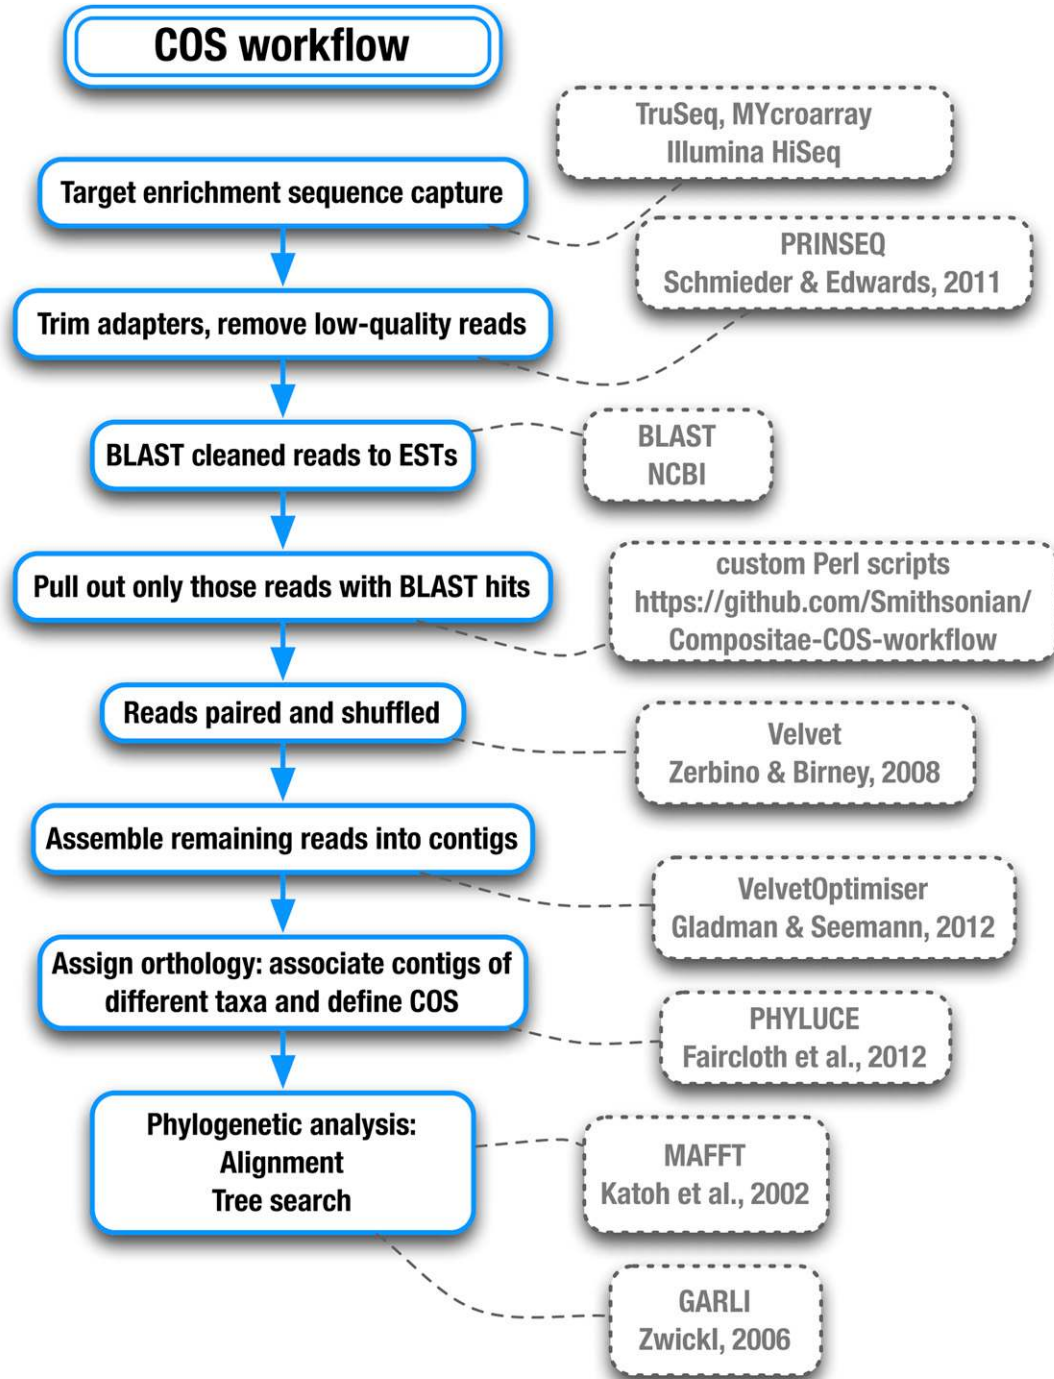 COS workflow
TruSeq, MYcroarray
Illumina HiSeq
Target enrichment sequence capture
PRINSEQ
Schmieder & Edwards, 2011
Trim adapters, remove low-quality reads
BLAST cleaned reads to ESTs
BLAST
NCBI
Pull out only those reads with BLAST hits
custom Perl scripts
https://github.com/Smithsonian/
Compositae-COS-workflow
Reads paired and shuffled
Velvet
Zerbino & Birney, 2008
Assemble remaining reads into contigs
VelvetOptimiser
Gladman & Seemann, 2012
Assign orthology: associate contigs of
different taxa and define COS
PHYLUCE
Faircloth et al., 2012
Phylogenetic analysis:
Alignment
Tree search
MAFFT
Katoh et al., 2002
GARLI
Zwickl, 2006